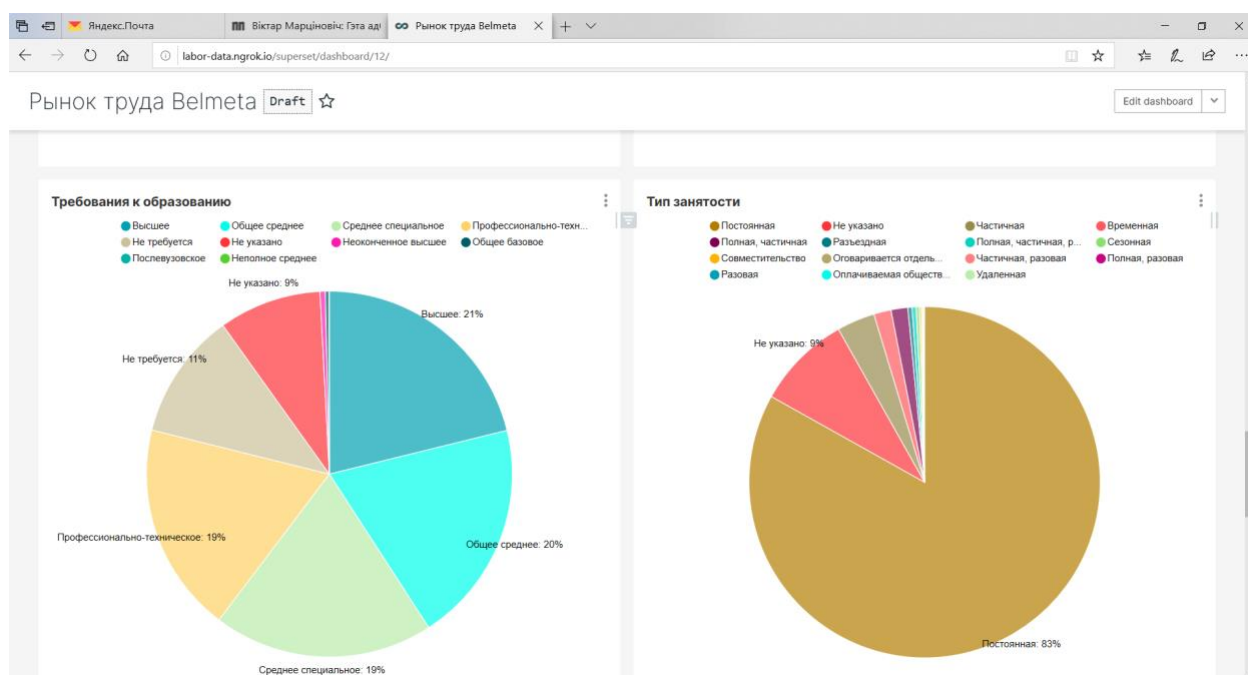 Яндекс.Почта
Віктар Марціновіч: Гэта ад
Рынок труда Belmeta
labor-data.ngrok.io/superset/dashboard/12/
Рынок труда Belmeta Draft
Edit dashboard
Требования к образованию
Высшее Общее среднее Среднее специальное Профессионально-техн...
Не требуется Не указано Неоконченное высшее Общее базовое
Послевузовское Неполное среднее
Не указано: 9%
Высшее: 21%
Не требуется: 11%
Профессионально-техническое: 19%
Общее среднее: 20%
Среднее специальное: 19%
Тип занятости
Постоянная Не указано Частичная Временная
Полная, частичная Разъездная Полная, частичная, р... Сезонная
Совместительство Оговаривается отдель... Частичная, разовая Полная, разовая
Разовая Оплачиваемая обществ... Удаленная
Не указано: 9%
Постоянная: 83%